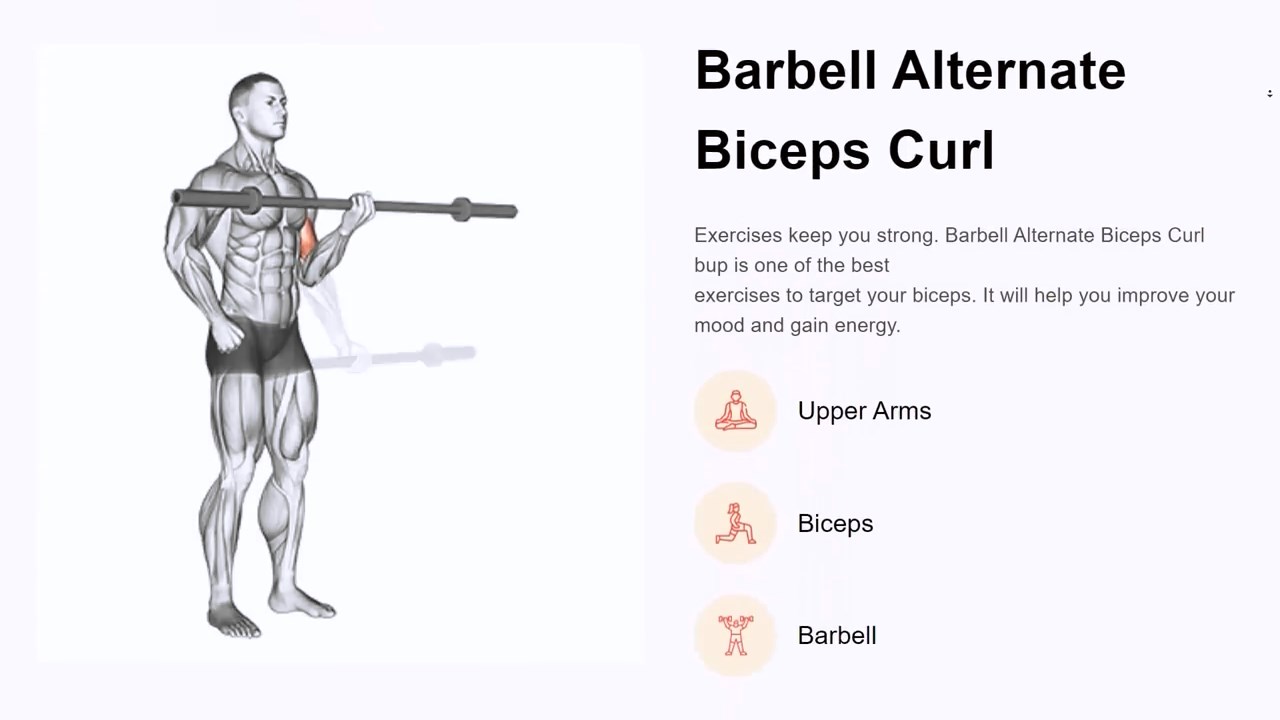 Barbell Alternate
Biceps Curl
Exercises keep you strong. Barbell Alternate Biceps Curl
bup is one of the best
exercises to target your biceps. It will help you improve your
mood and gain energy.
Upper Arms
Biceps
Barbell